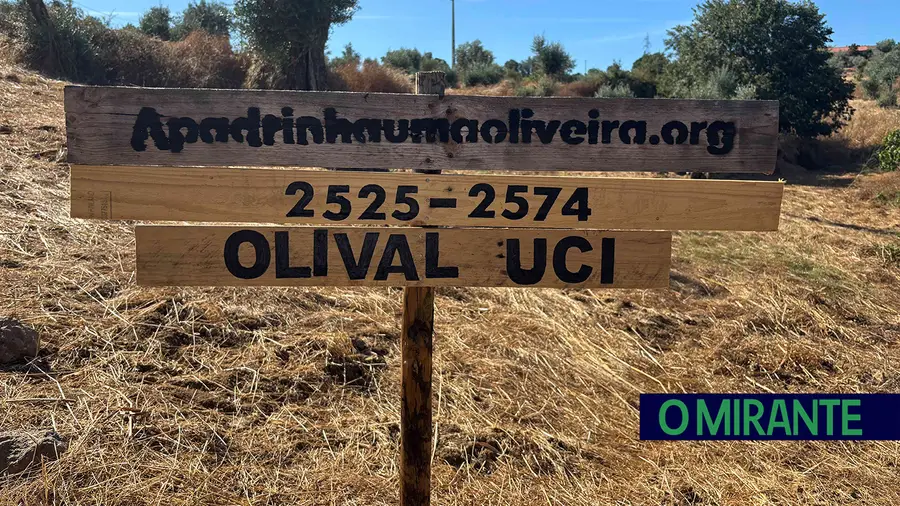 Apadrinhaumaoliveira.org
2525-2574
OLIVAL UCI
O MIRANTE